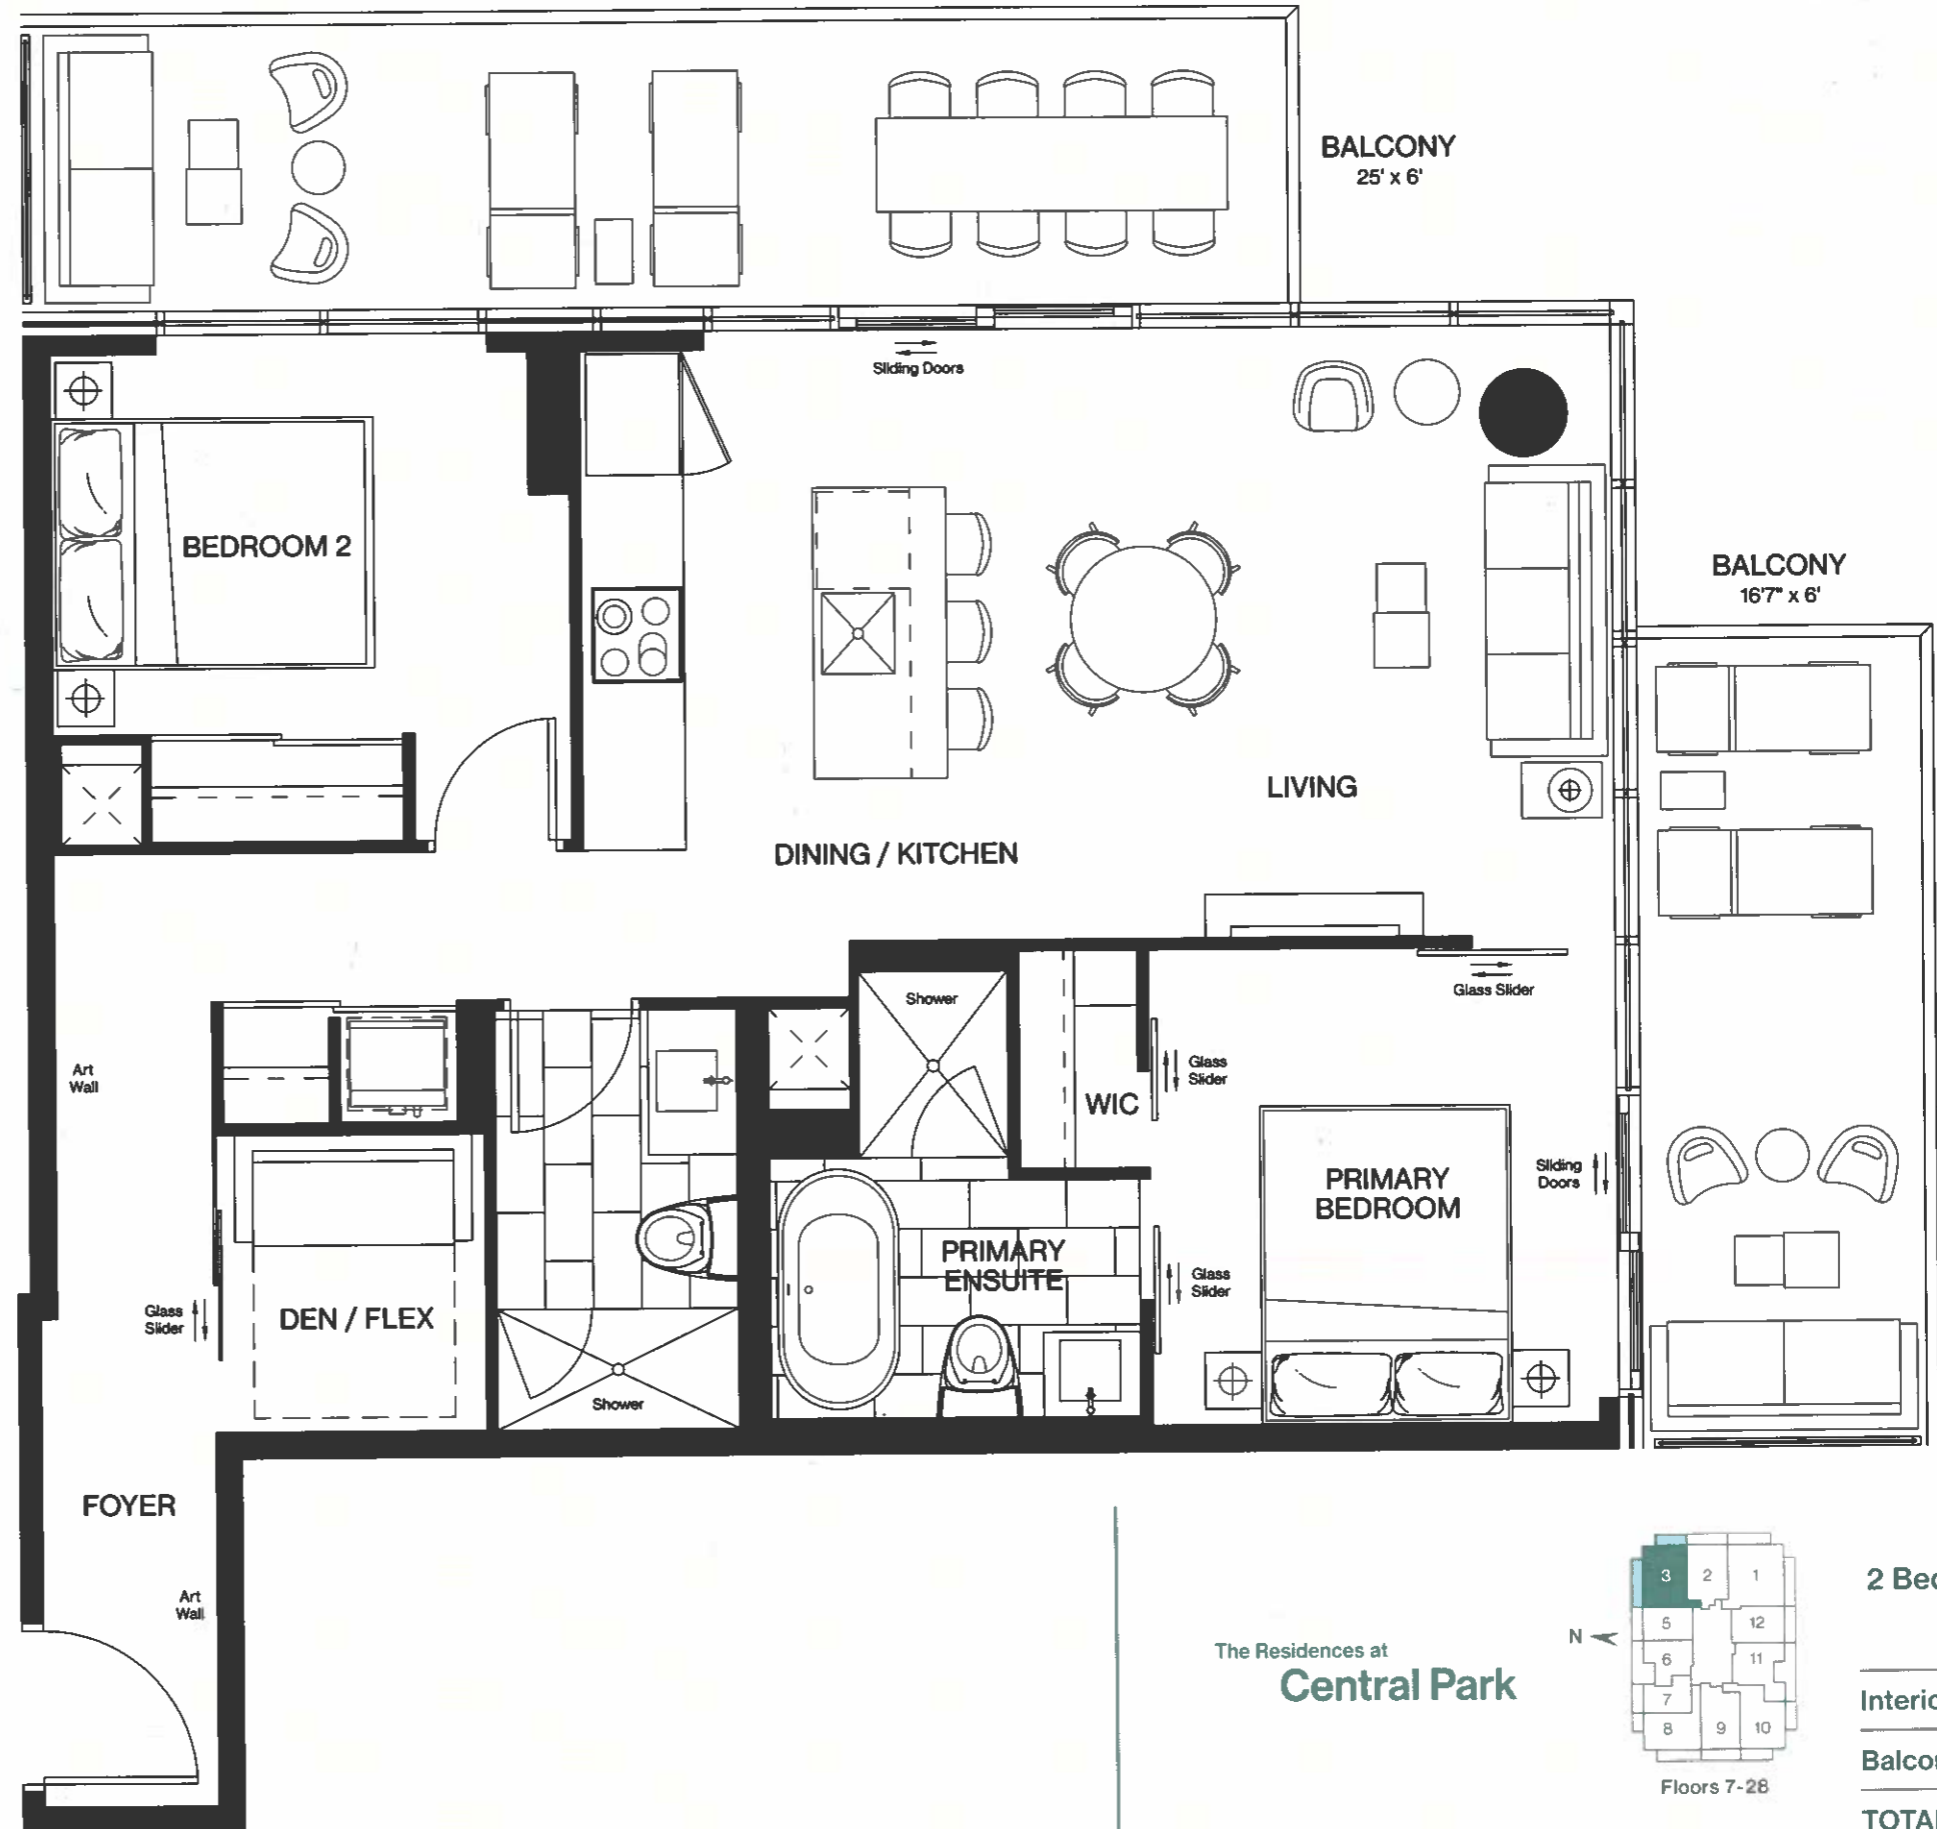 BALCONY
25' x 6'
Sliding Doors
BEDROOM 2
BALCONY
16'7" x 6'
LIVING
DINING / KITCHEN
Shower
Glass Slider
Art
Wall
Glass
Slider
WIC
PRIMARY
BEDROOM
Sliding
Doors
PRIMARY
ENSUITE
Glass
Slider
Glass
Slider
DEN / FLEX
Shower
FOYER
Art
Wall
The Residences at
Central Park
N
3 2 1
5 12
6 11
7
8 9 10
Floors 7-28
2 Bed
Interio
Balcon
TOTAL